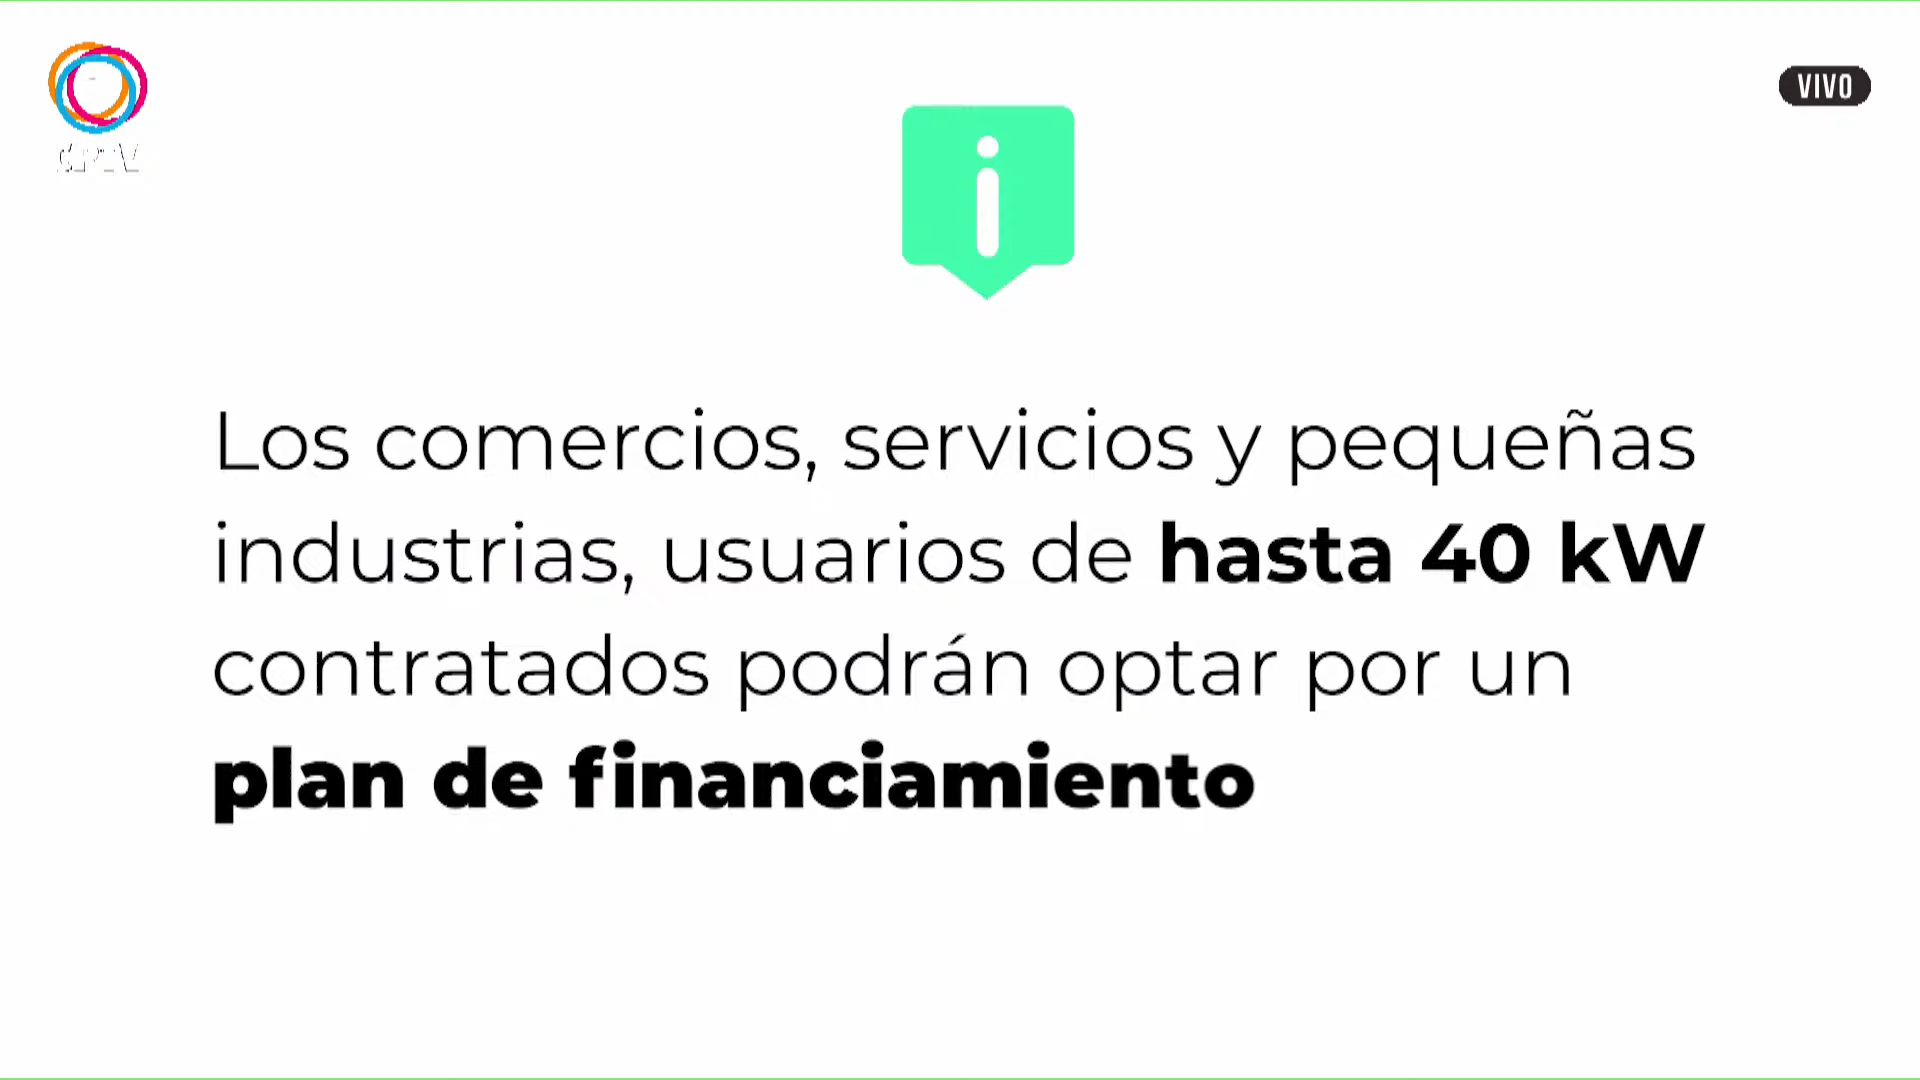 VIVO
i
Los comercios, servicios y pequeñas
industrias, usuarios de hasta 40 kW
contratados podrán optar por un
plan de financiamiento